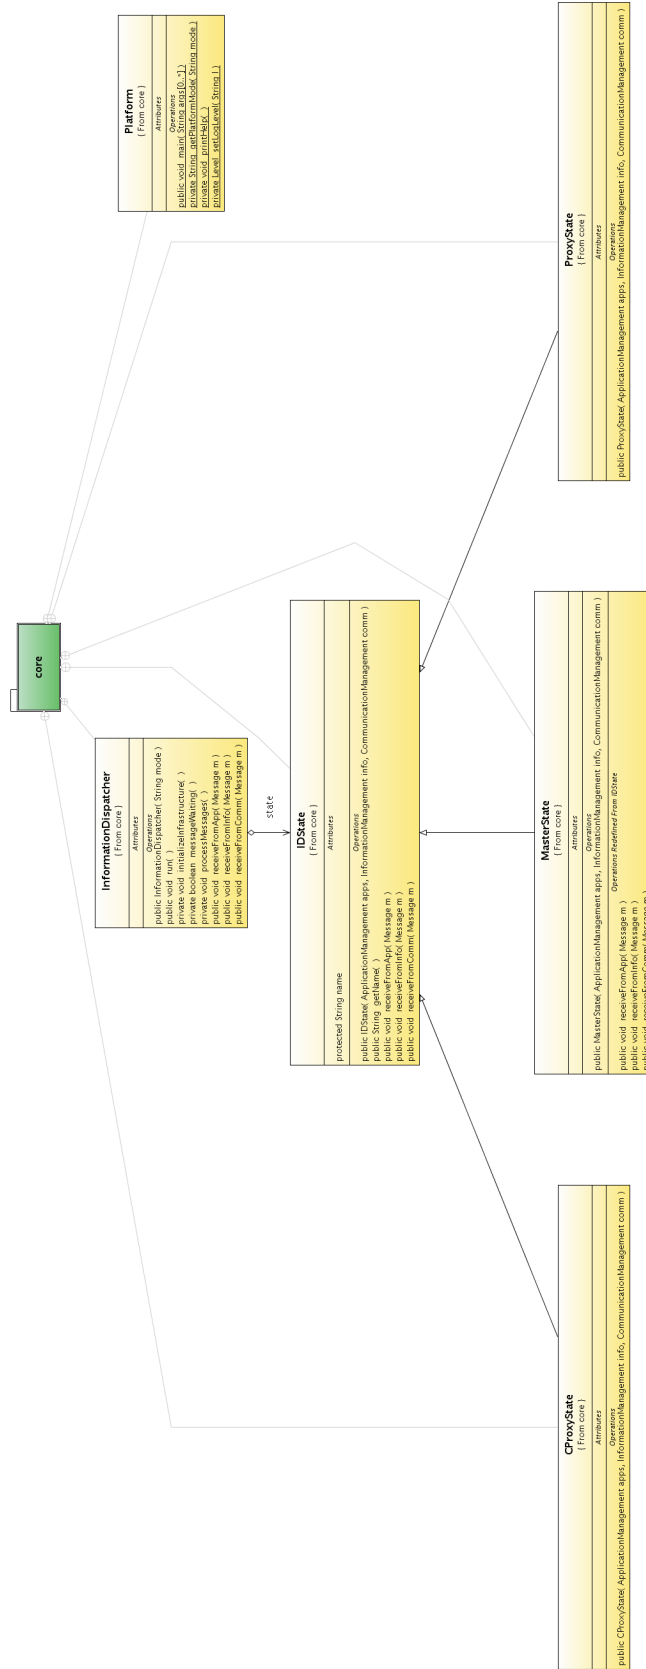 core
InformationDispatcher
{ From core }
Attributes
Operations
public InformationDispatcher( String mode )
public void run( )
private void initializeInfrastructure( )
private boolean messageWaiting( )
private void processMessages( )
public void receiveFromApp( Message m )
public void receiveFromInfo( Message m )
public void receiveFromComm( Message m )
Platform
{ From core }
Attributes
Operations
public void main( String args[0..*] )
private String getPlatformMode( String mode )
private void printHelp( )
private Level setLogLevel( String l )
state
IDState
{ From core }
Attributes
protected String name
Operations
public IDState( ApplicationManagement apps, InformationManagement info, CommunicationManagement comm )
public String getName( )
public void receiveFromApp( Message m )
public void receiveFromInfo( Message m )
public void receiveFromComm( Message m )
CProxyState
{ From core }
Attributes
Operations
public CProxyState( ApplicationManagement apps, InformationManagement info, CommunicationManagement comm )
MasterState
{ From core }
Attributes
Operations
public MasterState( ApplicationManagement apps, InformationManagement info, CommunicationManagement comm )
Operations Redefined From IDState
public void receiveFromApp( Message m )
public void receiveFromInfo( Message m )
public void receiveFromComm( Message m )
ProxyState
{ From core }
Attributes
Operations
public ProxyState( ApplicationManagement apps, InformationManagement info, CommunicationManagement comm )